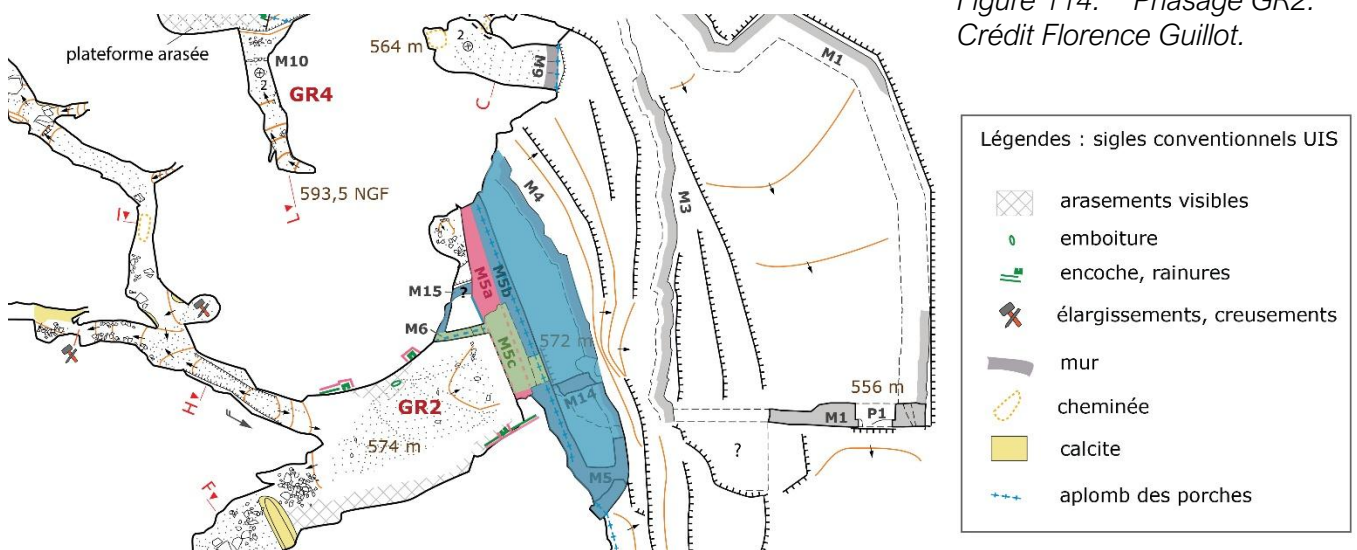 Figure 114. Phasage GR2.
Crédit Florence Guillot.
plateforme arasée
M10
2
GR4
593,5 NGF
L
564 m
2
M9
C
M1
M4
M3
I
M5a
M5b
M15
?
M6
M5c
572 m
M14
M5
H
GR2
574 m
F
556 m
M1
P1
?
Légendes : sigles conventionnels UIS
arasements visibles
emboiture
encoche, rainures
élargissements, creusements
mur
cheminée
calcite
aplomb des porches